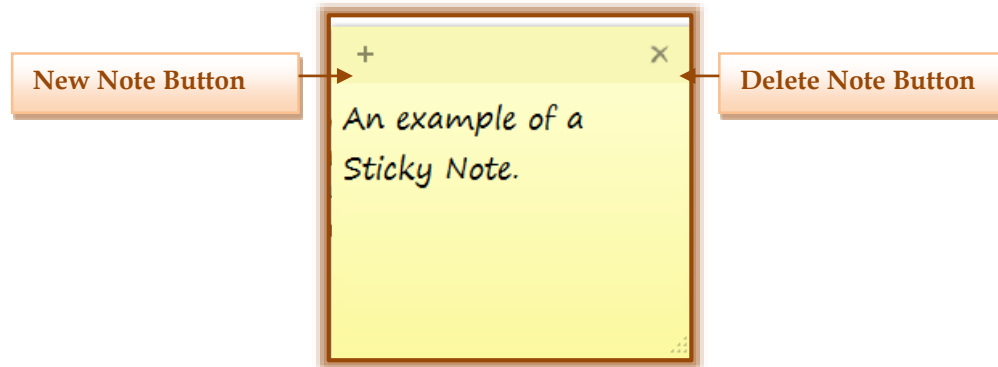 +
×
New Note Button
Delete Note Button
An example of a
Sticky Note.